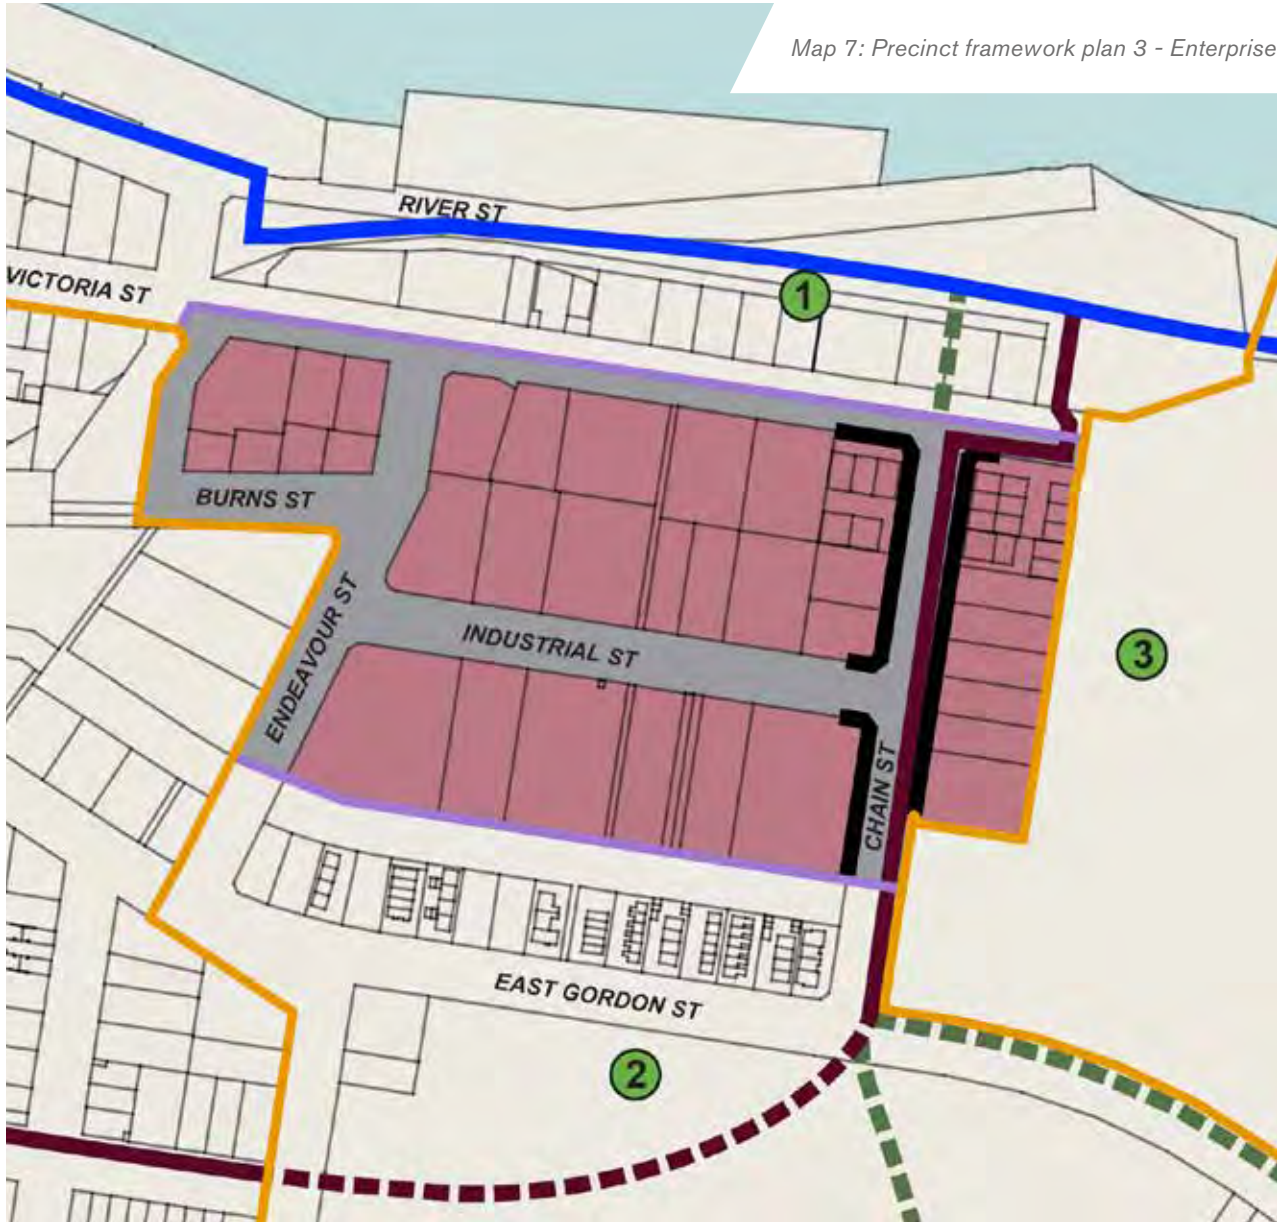 Map 7: Precinct framework plan 3 - Enterprise
RIVER ST
VICTORIA ST
1
BURNS ST
ENDEAVOUR ST
INDUSTRIAL ST
3
CHAIN ST
EAST GORDON ST
2